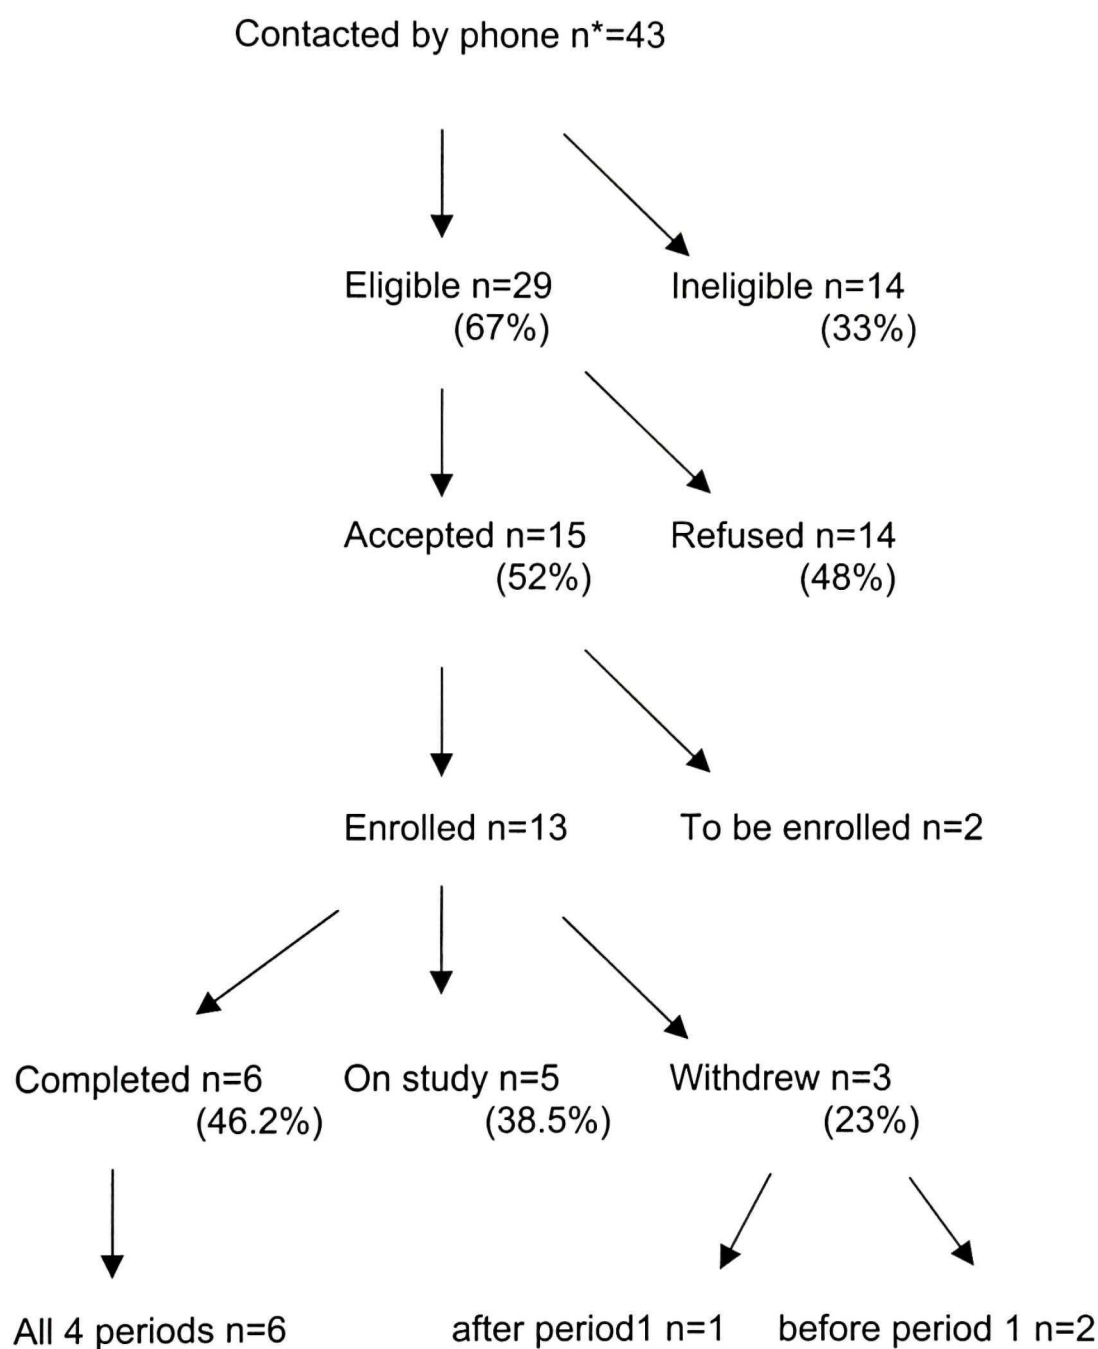 Contacted by phone n*=43
Eligible n=29 Ineligible n=14
(67%) (33%)
Accepted n=15 Refused n=14
(52%) (48%)
Enrolled n=13 To be enrolled n=2
Completed n=6 On study n=5 Withdrew n=3
(46.2%) (38.5%) (23%)
All 4 periods n=6 after period1 n=1 before period 1 n=2